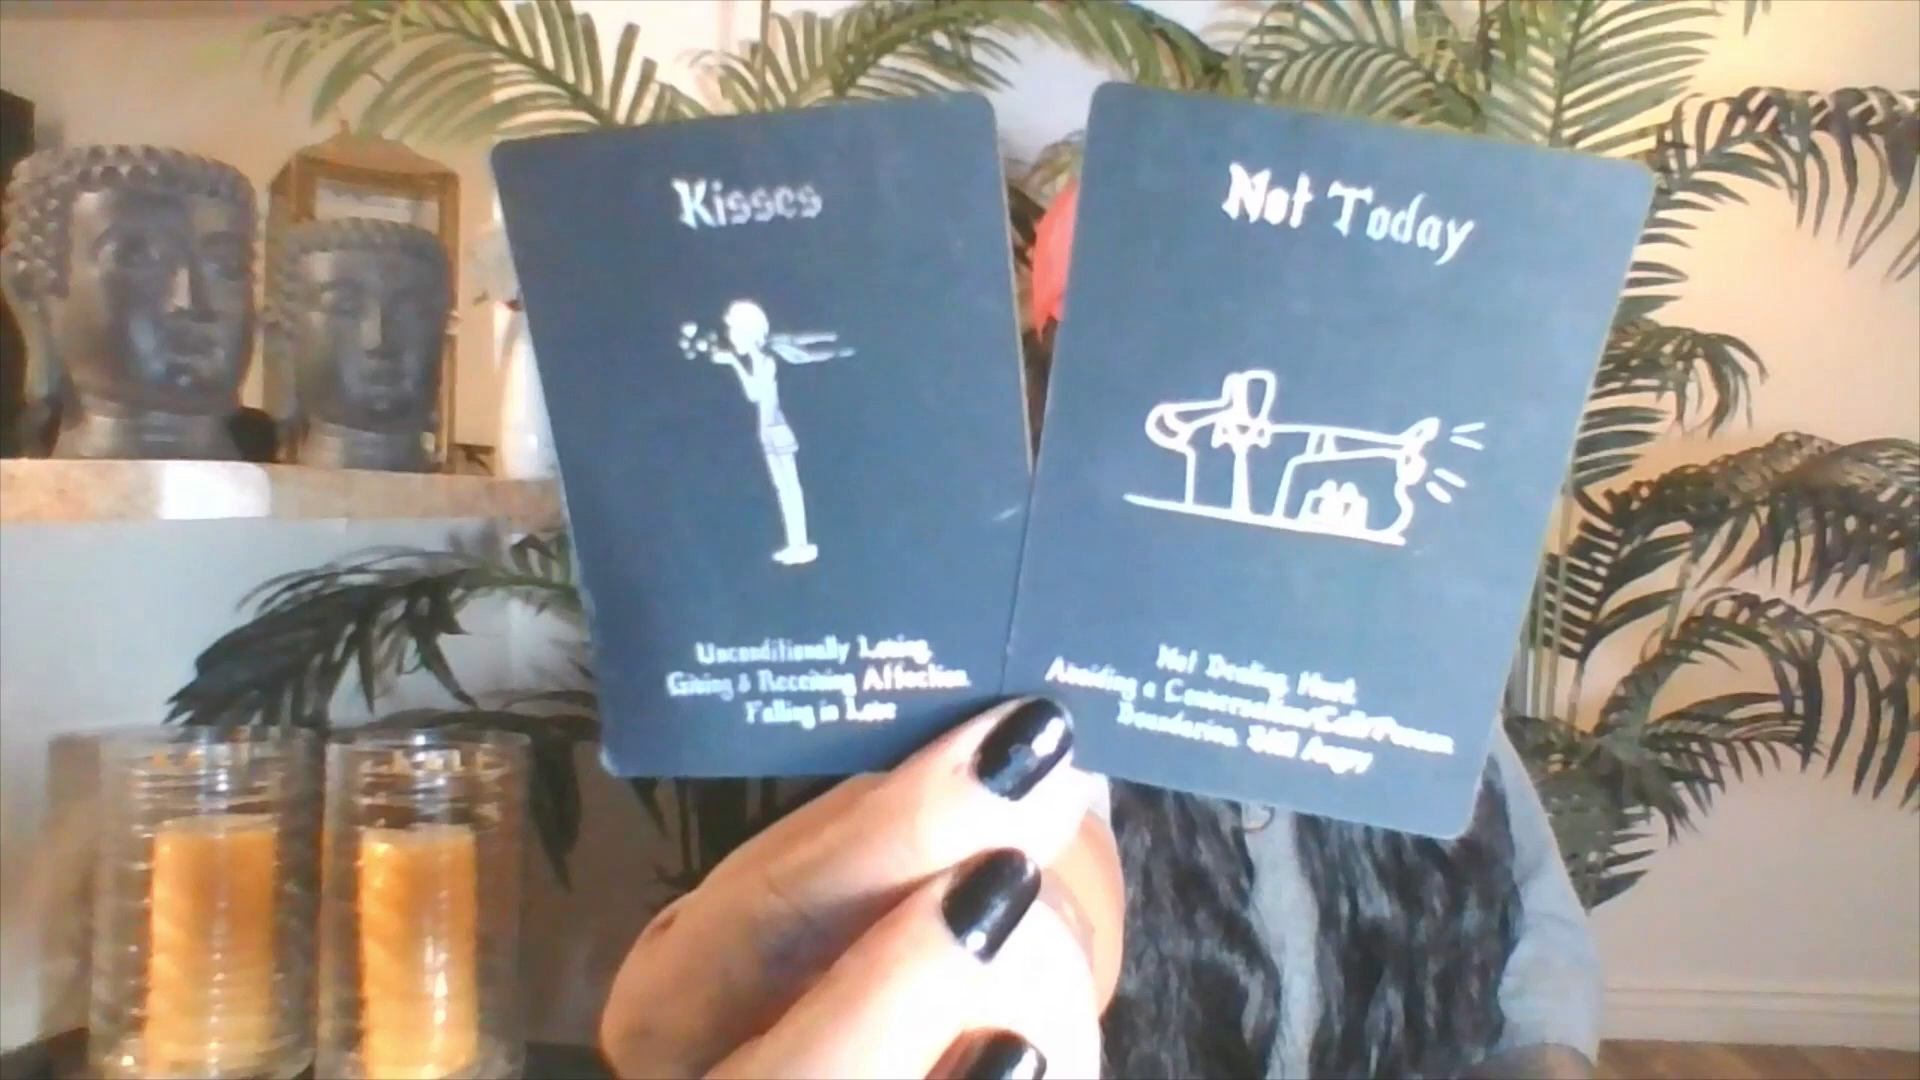 Kisses
Unconditionally Loving,
Giving & Receiving Affection
Falling in Love
Not Today
Not Dealing, Hurt
Avoiding a Conversation/Call/Person
Boundaries, Still Angry